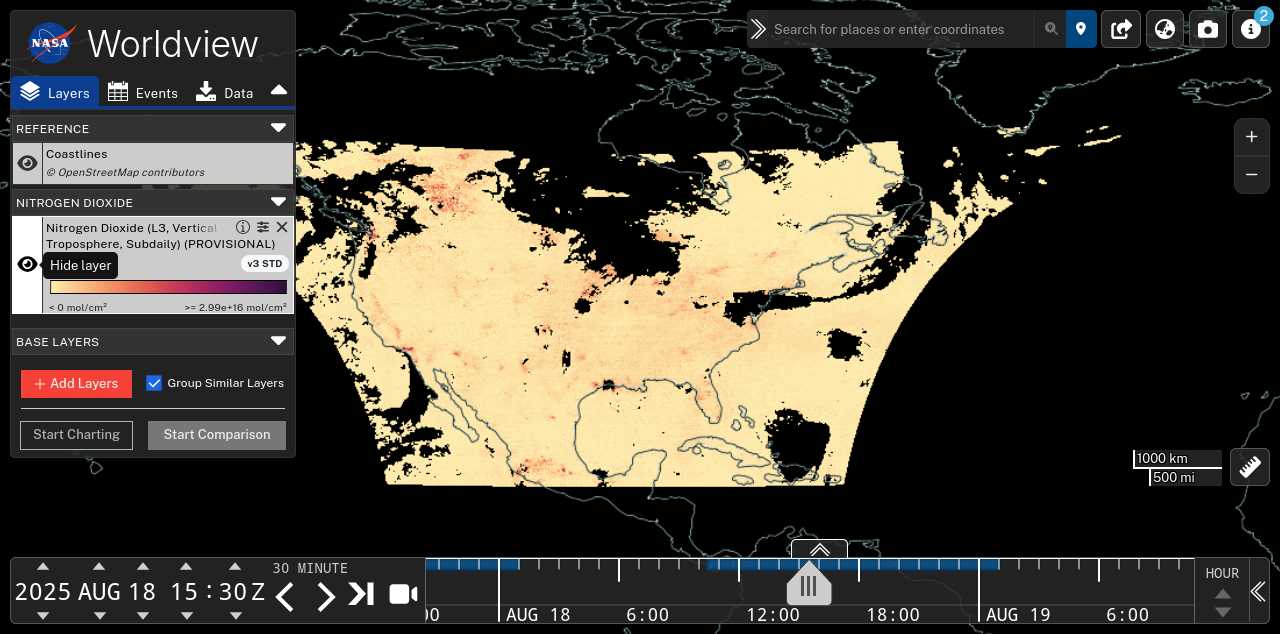 NASA
Worldview
Layers
Events
Data
REFERENCE
Coastlines
© OpenStreetMap contributors
NITROGEN DIOXIDE
Nitrogen Dioxide (L3, Vertical
Troposphere, Subdaily) (PROVISIONAL)
Hide layer
v3 STD
< 0 mol/cm²
>= 2.99e+16 mol/cm²
BASE LAYERS
+ Add Layers
Group Similar Layers
Start Charting
Start Comparison
Search for places or enter coordinates
2
+
−
1000 km
500 mi
2025 AUG 18 15 : 30 Z
30 MINUTE
00
AUG 18
6:00
12:00
18:00
AUG 19
6:00
HOUR